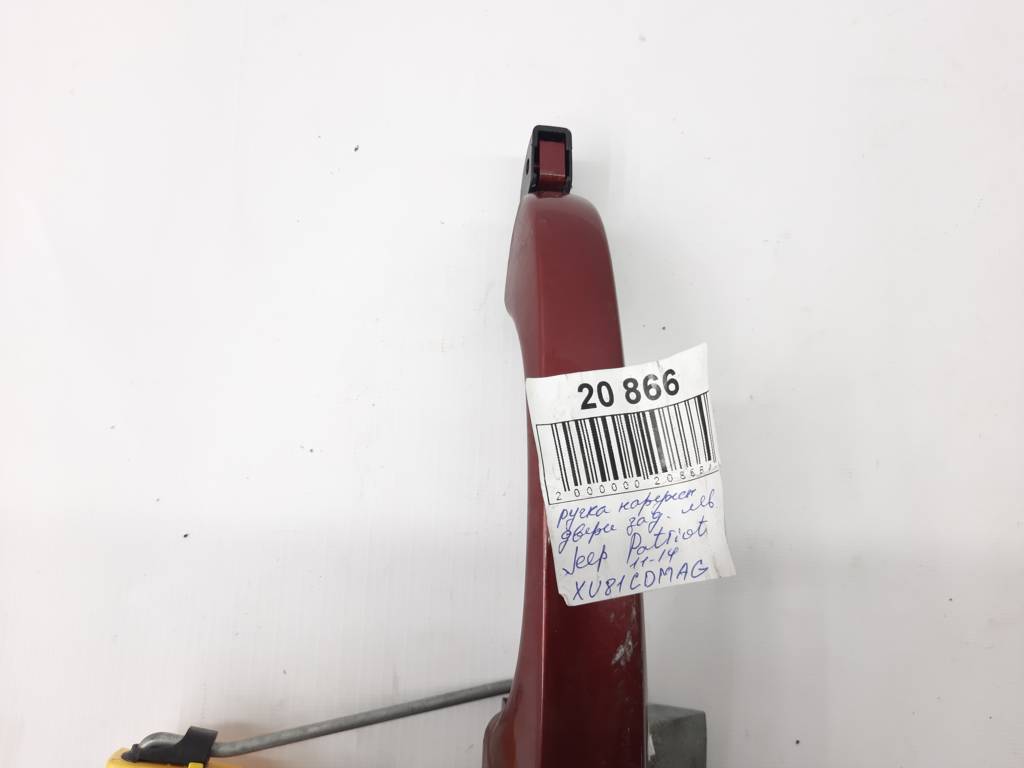 20 866
2 000000 20866
ручка наружн
двери зад. лев.
Jeep Patriot
11-14
XU81CDMAG